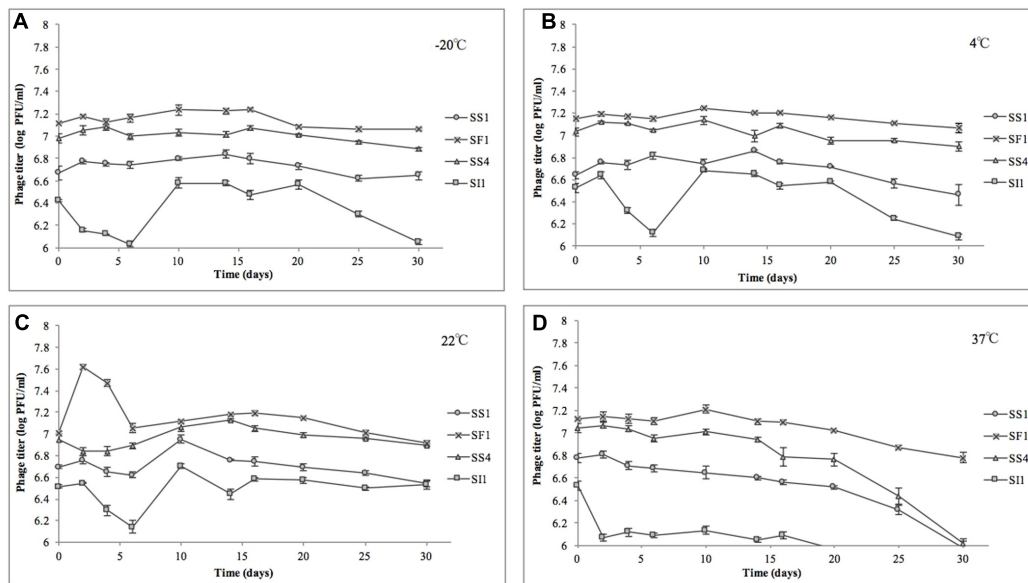 A
-20℃
Phage titer (log PFU/ml)
8
7.8
7.6
7.4
7.2
7
6.8
6.6
6.4
6.2
6
0 5 10 15 20 25 30
Time (days)
SS1
SF1
SS4
SI1
B
4℃
Phage titer (log PFU/ml)
8
7.8
7.6
7.4
7.2
7
6.8
6.6
6.4
6.2
6
0 5 10 15 20 25 30
Time (days)
SS1
SF1
SS4
SI1
C
22℃
Phage titer (log PFU/ml)
8
7.8
7.6
7.4
7.2
7
6.8
6.6
6.4
6.2
6
0 5 10 15 20 25 30
Time (days)
SS1
SF1
SS4
SI1
D
37℃
Phage titer (log PFU/ml)
8
7.8
7.6
7.4
7.2
7
6.8
6.6
6.4
6.2
6
0 5 10 15 20 25 30
Time (days)
SS1
SF1
SS4
SI1